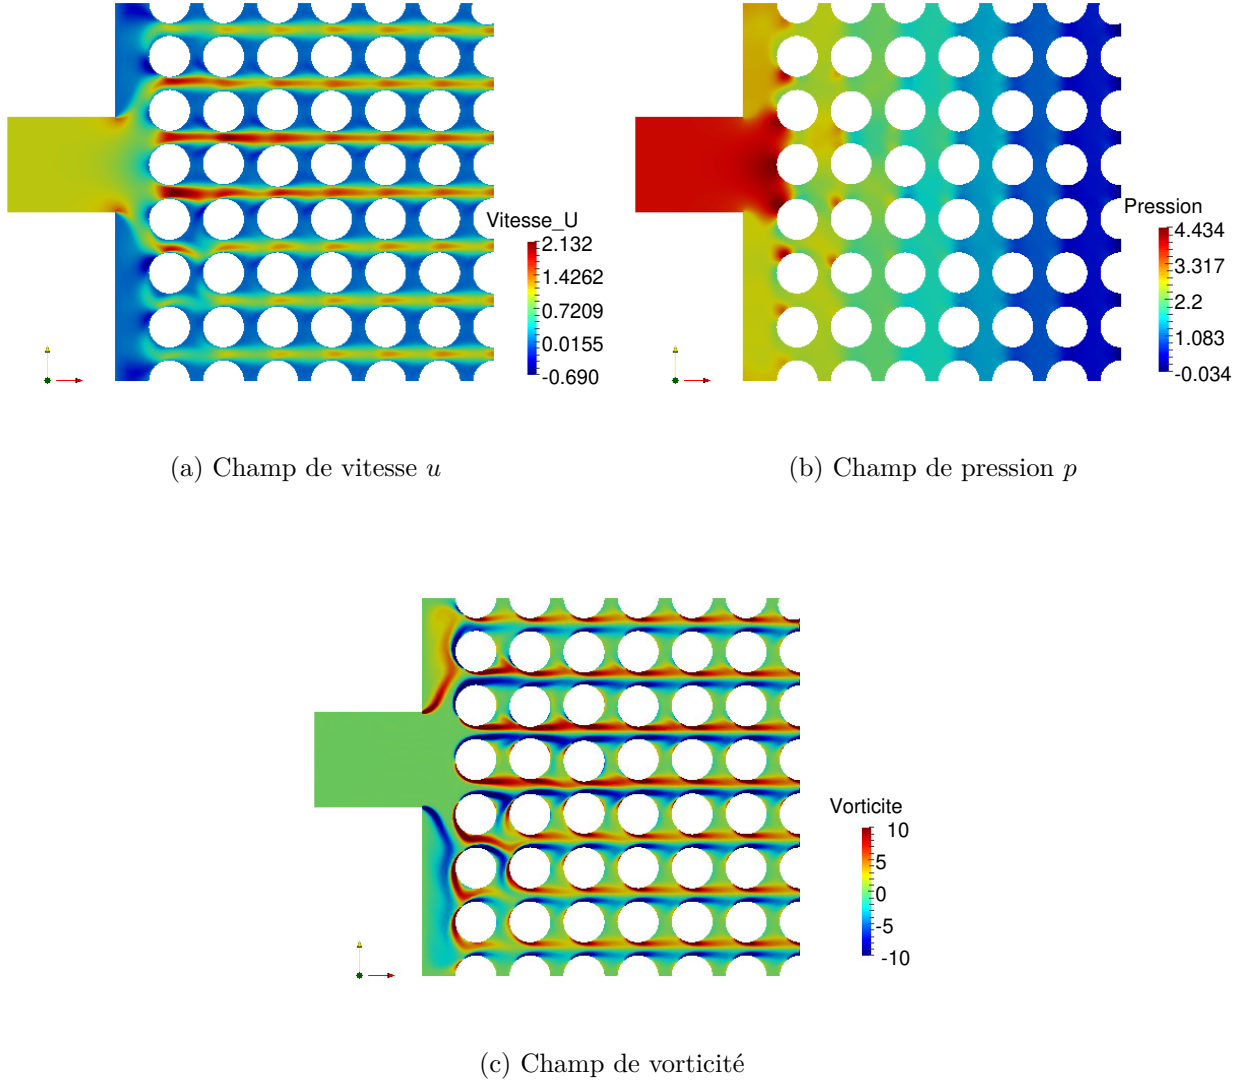 Vitesse_U
2.132
1.4262
0.7209
0.0155
-0.690
Pression
4.434
3.317
2.2
1.083
-0.034
(a) Champ de vitesse u
(b) Champ de pression p
Vorticite
10
5
0
-5
-10
(c) Champ de vorticité